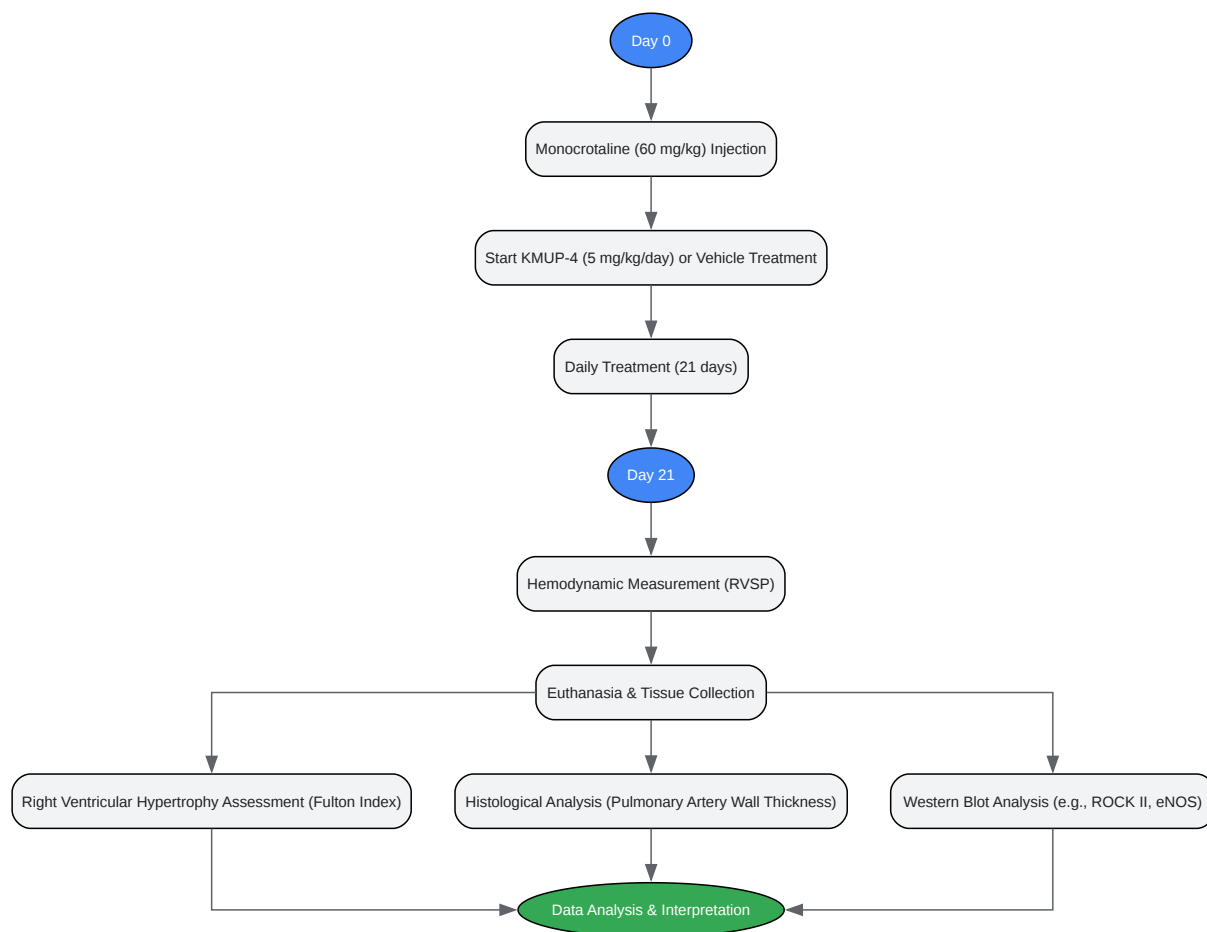 Day 0
Monocrotaline (60 mg/kg) Injection
Start KMUP-4 (5 mg/kg/day) or Vehicle Treatment
Daily Treatment (21 days)
Day 21
Hemodynamic Measurement (RVSP)
Euthanasia & Tissue Collection
Right Ventricular Hypertrophy Assessment (Fulton Index)
Histological Analysis (Pulmonary Artery Wall Thickness)
Western Blot Analysis (e.g., ROCK II, eNOS)
Data Analysis & Interpretation